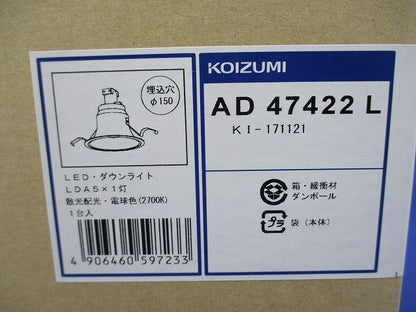 埋込穴
φ150
LED・ダウンライト
LDA5×1灯
散光配光・電球色(2700K)
1台入
4 906460 597233
KOIZUMI
AD 47422 L
KI-171121
箱・緩衝材
ダンボール
プラ
袋(本体)